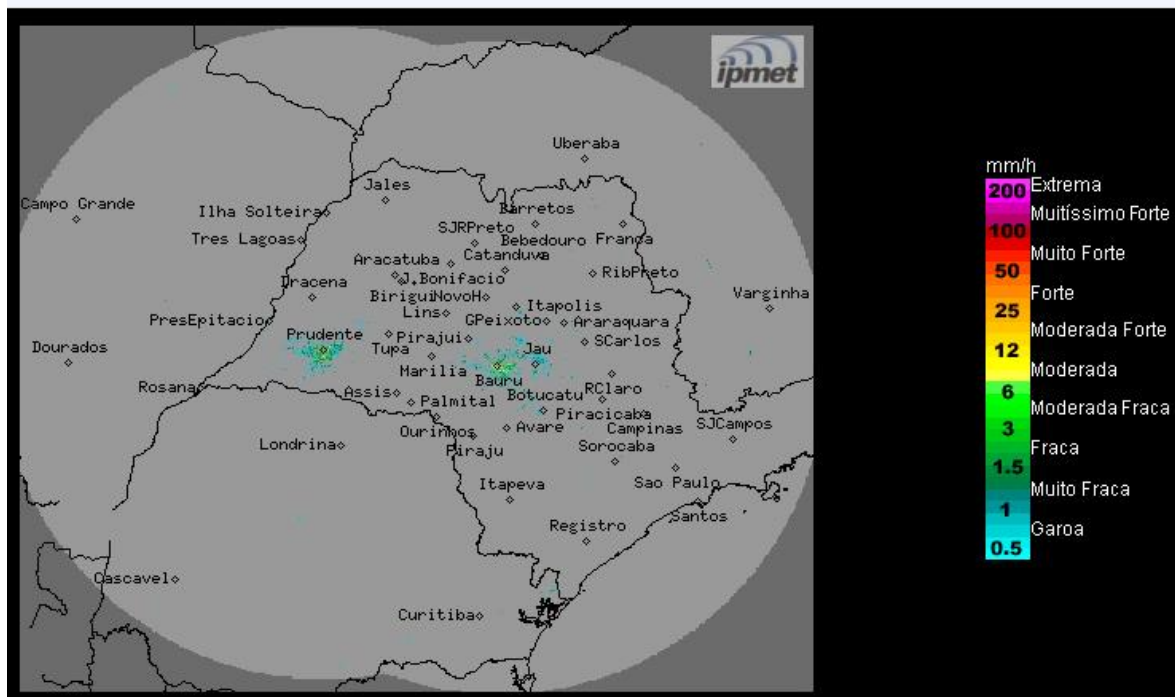 ipmet
Uberaba
Jales
Campo Grande
Ilha Solteira
Barretos
SJRPreto
Tres Lagoas
Bebedouro
Franca
Catanduva
Aracatuba
J.Bonifacio
RibPreto
Dracena
Birigui
NovoH
Itapolis
Varginha
Lins
PresEpitacio
GPeixoto
Araraquara
Prudente
Pirajui
Dourados
Tupa
Jau
SCarlos
Marilia
Bauru
Rosana
Assis
Botucatu
RClaro
Palmital
Piracicaba
Ourinhos
Avare
Campinas
SJCampos
Londrina
Piraju
Sorocaba
Itapeva
Sao Paulo
Santos
Registro
Cascavel
Curitiba
mm/h
200 Extrema
Muitíssimo Forte
100
Muito Forte
50
Forte
25
Moderada Forte
12
Moderada
6
Moderada Fraca
3
Fraca
1.5
Muito Fraca
1
Garoa
0.5